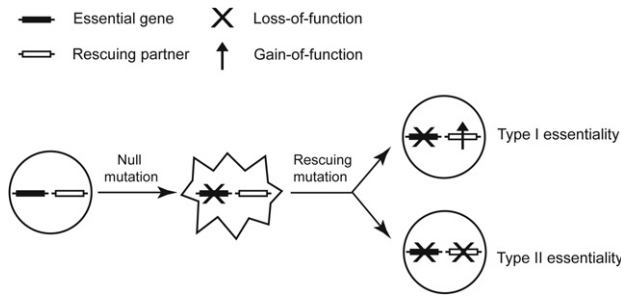 Essential gene
Loss-of-function
Rescuing partner
Gain-of-function
Null
mutation
Rescuing
mutation
Type I essentiality
Type II essentiality